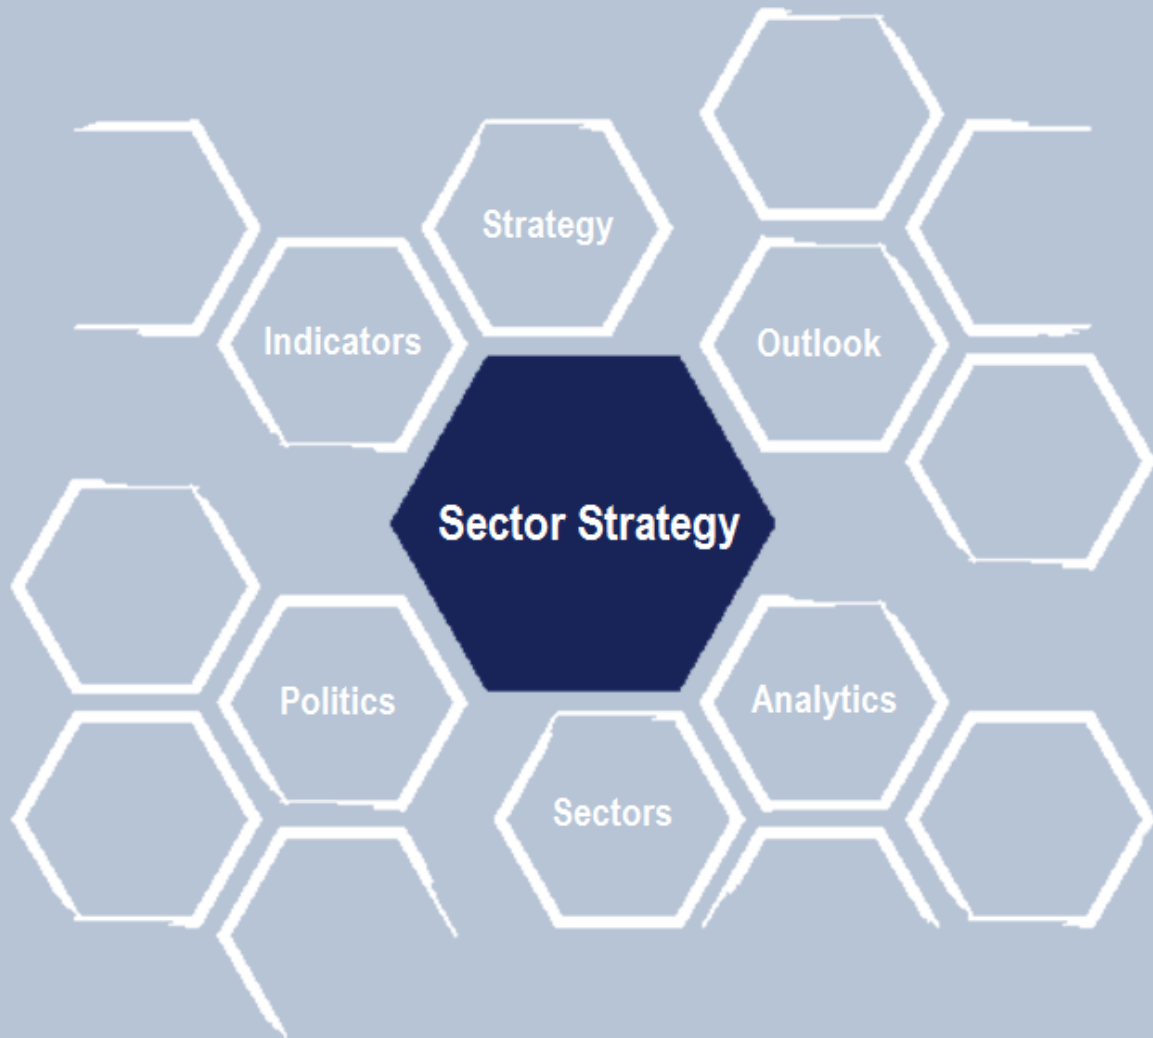 Strategy
Indicators
Outlook
Sector Strategy
Politics
Analytics
Sectors